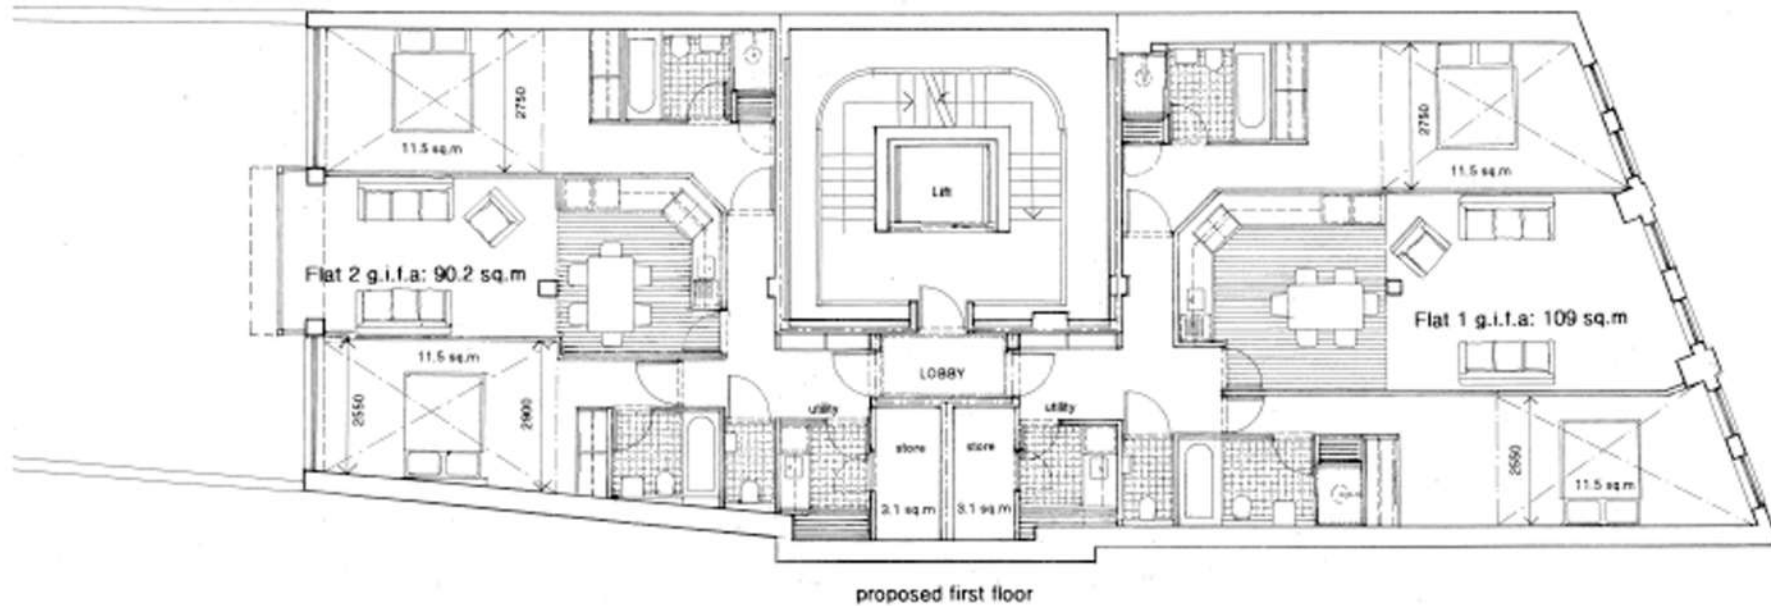 2750
11.5 sq.m
2750
11.5 sq.m
Lift
Flat 2 g.i.f.a: 90.2 sq.m
Flat 1 g.i.f.a: 109 sq.m
11.5 sq.m
2550
2900
LOBBY
utility
utility
store
store
3.1 sq.m
3.1 sq.m
2550
11.5 sq.m
proposed first floor